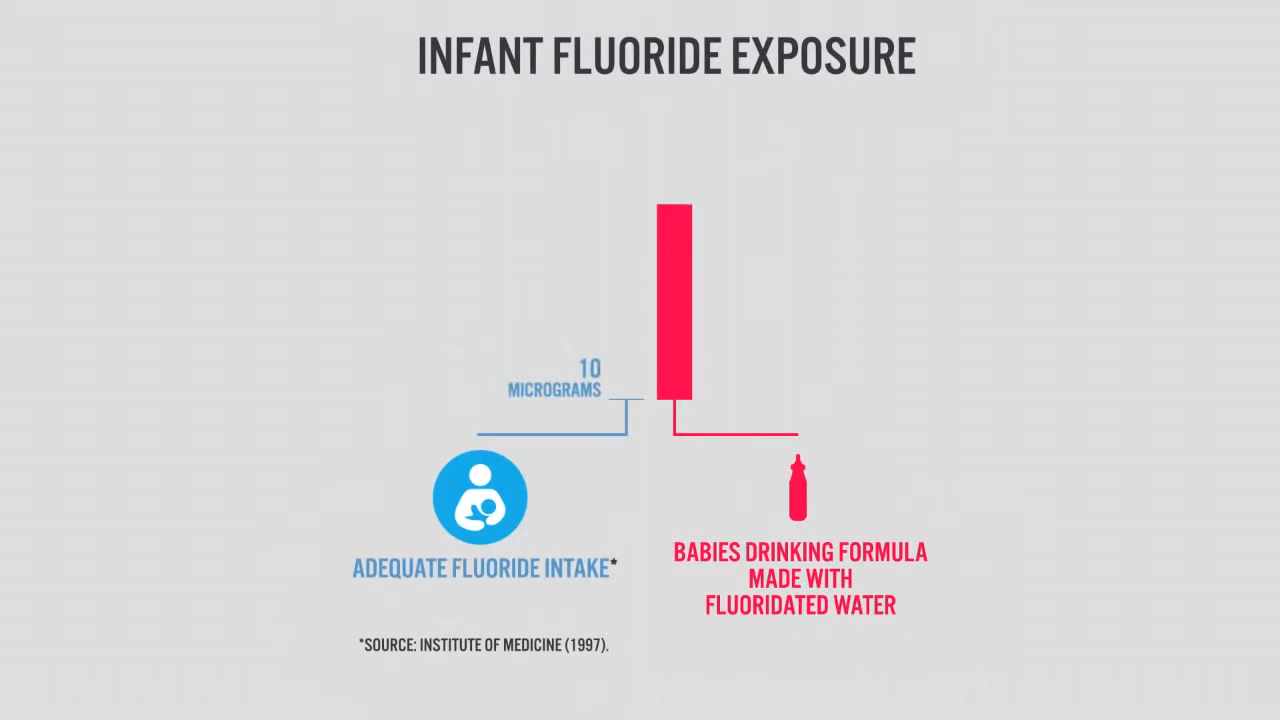 INFANT FLUORIDE EXPOSURE
10
MICROGRAMS
ADEQUATE FLUORIDE INTAKE*
BABIES DRINKING FORMULA
MADE WITH
FLUORIDATED WATER
*SOURCE: INSTITUTE OF MEDICINE (1997).